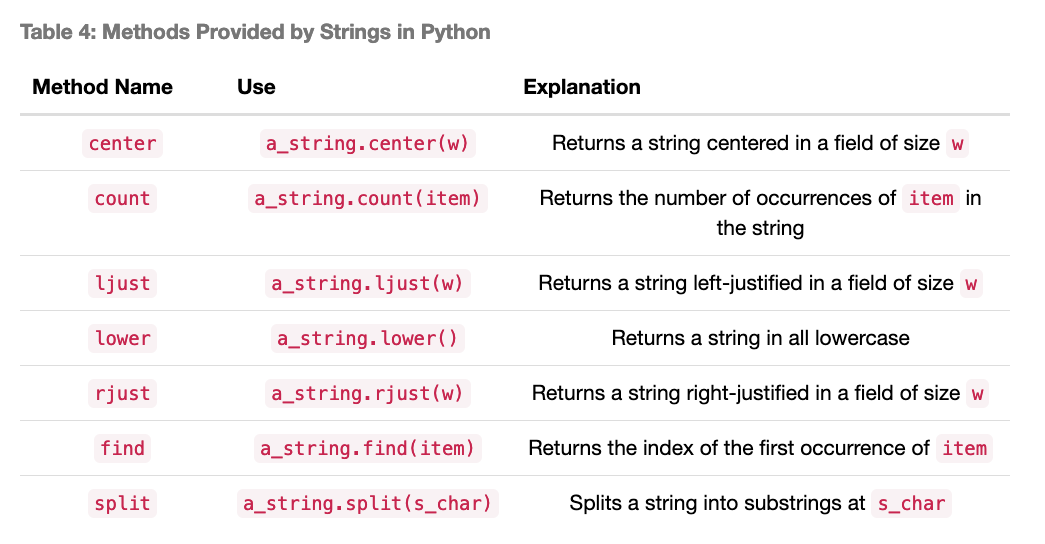 Table 4: Methods Provided by Strings in Python
Method Name Use Explanation
center a_string.center(w) Returns a string centered in a field of size w
count a_string.count(item) Returns the number of occurrences of item in
the string
ljust a_string.ljust(w) Returns a string left-justified in a field of size w
lower a_string.lower() Returns a string in all lowercase
rjust a_string.rjust(w) Returns a string right-justified in a field of size w
find a_string.find(item) Returns the index of the first occurrence of item
split a_string.split(s_char) Splits a string into substrings at s_char